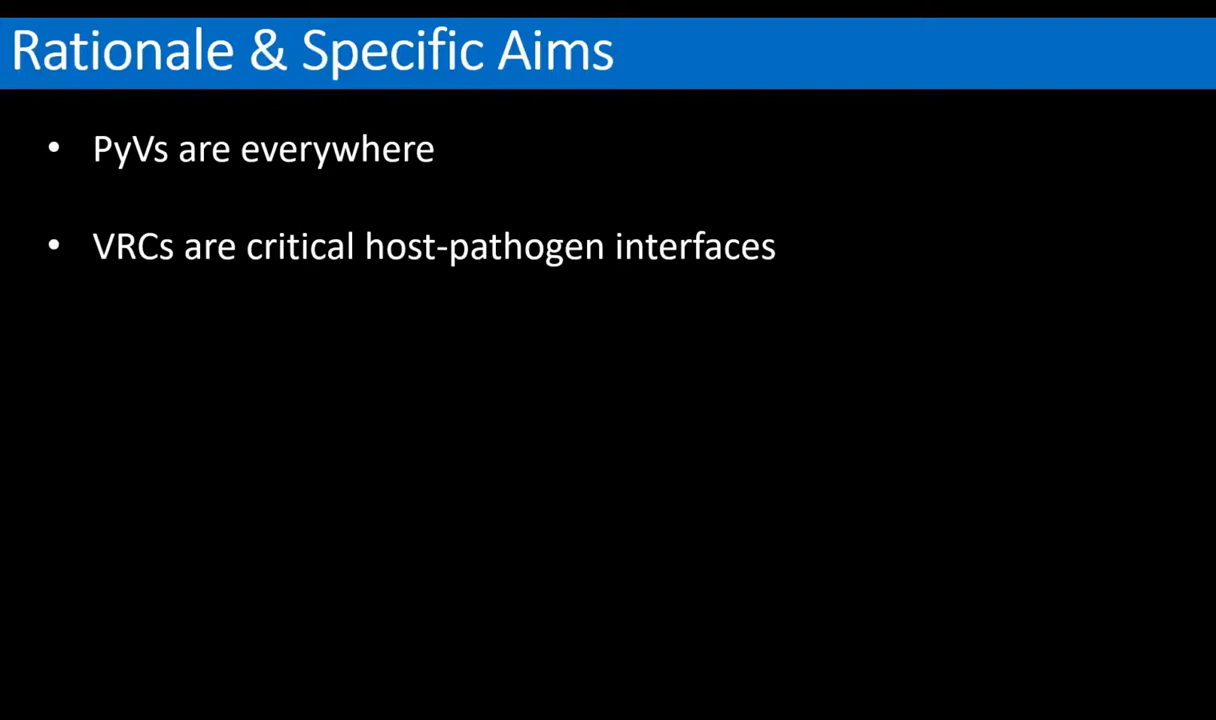 Rationale & Specific Aims
• PyVs are everywhere
• VRCs are critical host-pathogen interfaces